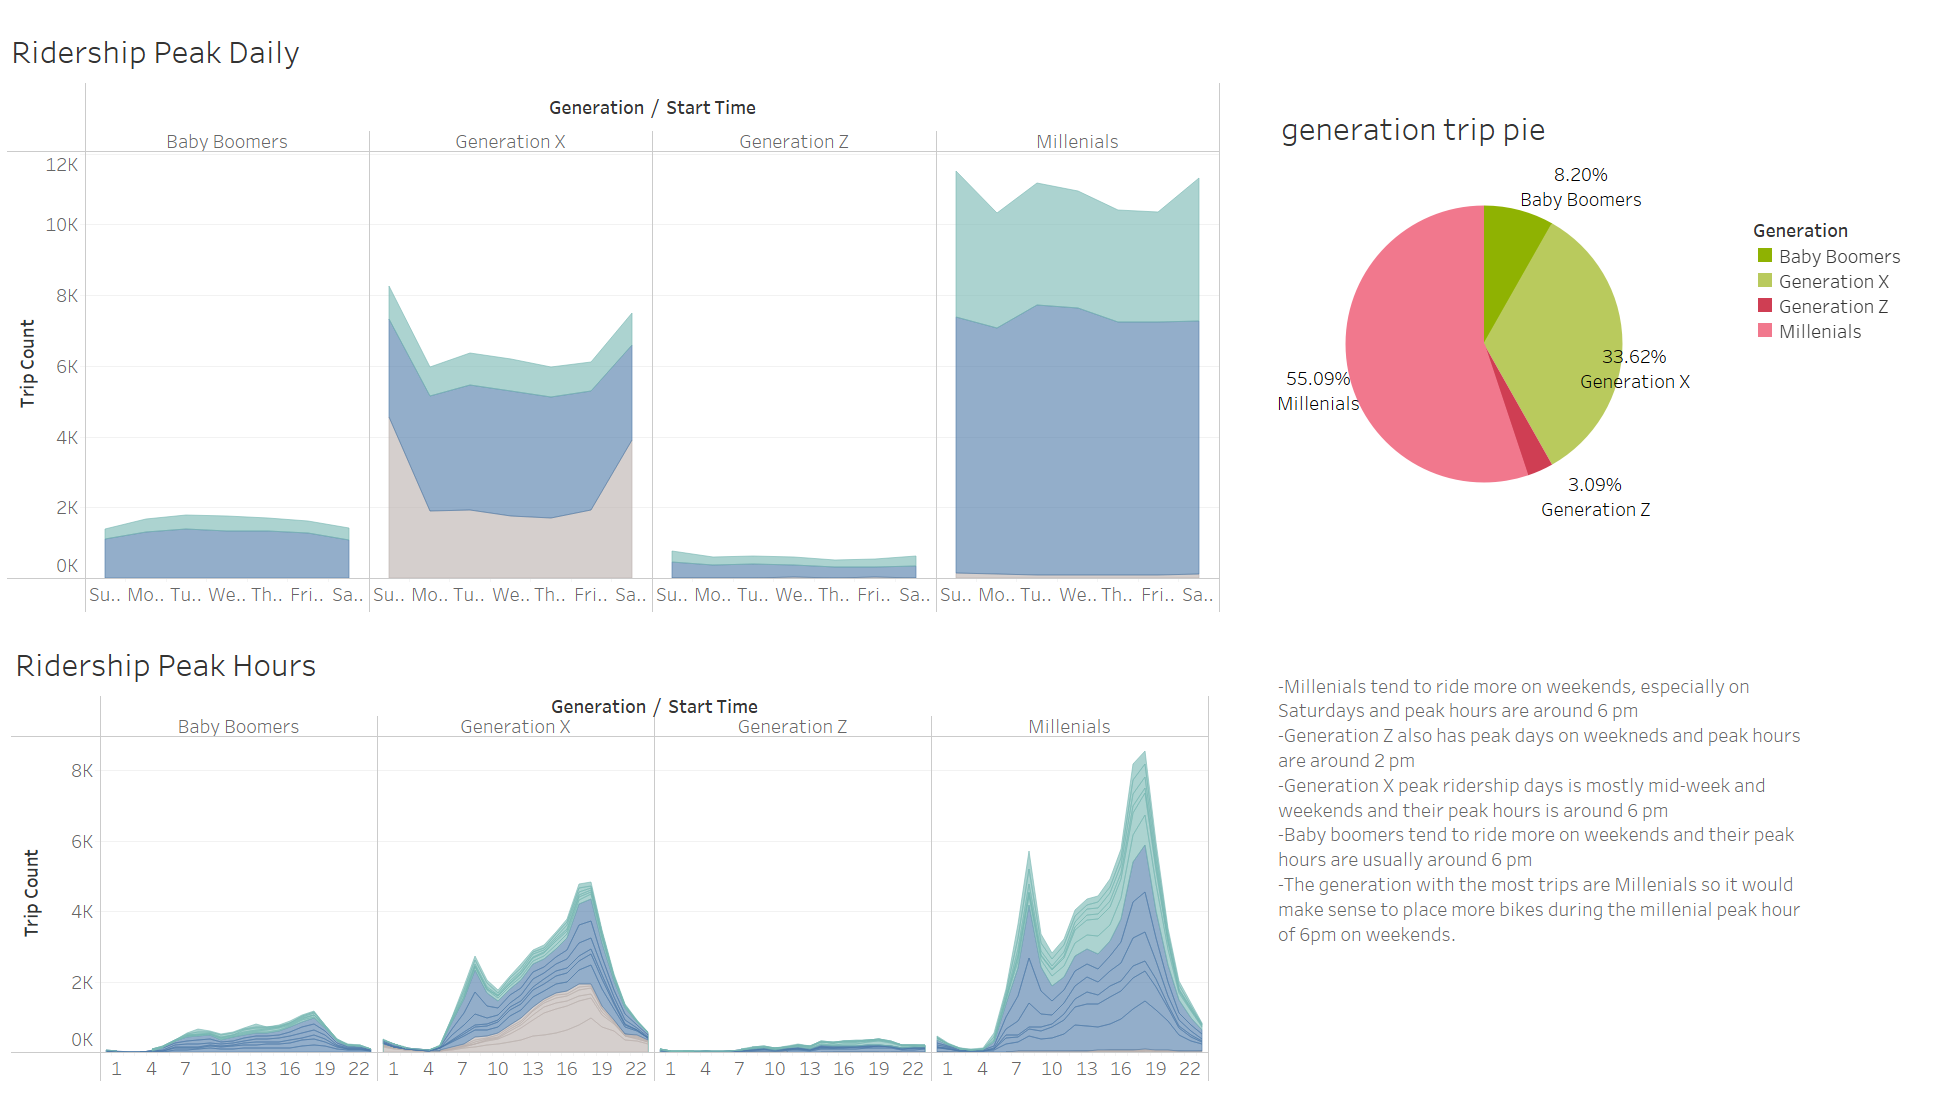 Ridership Peak Daily
Generation / Start Time
Baby Boomers Generation X Generation Z Millenials
12K
10K
8K
6K
4K
2K
0K
Trip Count
Su.. Mo.. Tu.. We.. Th.. Fri.. Sa.. Su.. Mo.. Tu.. We.. Th.. Fri.. Sa.. Su.. Mo.. Tu.. We.. Th.. Fri.. Sa.. Su.. Mo.. Tu.. We.. Th.. Fri.. Sa..
generation trip pie
8.20%
Baby Boomers
33.62%
Generation X
55.09%
Millenials
3.09%
Generation Z
Generation
Baby Boomers
Generation X
Generation Z
Millenials
Ridership Peak Hours
Generation / Start Time
Baby Boomers Generation X Generation Z Millenials
8K
6K
4K
2K
0K
Trip Count
1 4 7 10 13 16 19 22 1 4 7 10 13 16 19 22 1 4 7 10 13 16 19 22 1 4 7 10 13 16 19 22
-Millenials tend to ride more on weekends, especially on
Saturdays and peak hours are around 6 pm
-Generation Z also has peak days on weekneds and peak hours
are around 2 pm
-Generation X peak ridership days is mostly mid-week and
weekends and their peak hours is around 6 pm
-Baby boomers tend to ride more on weekends and their peak
hours are usually around 6 pm
-The generation with the most trips are Millenials so it would
make sense to place more bikes during the millenial peak hour
of 6pm on weekends.